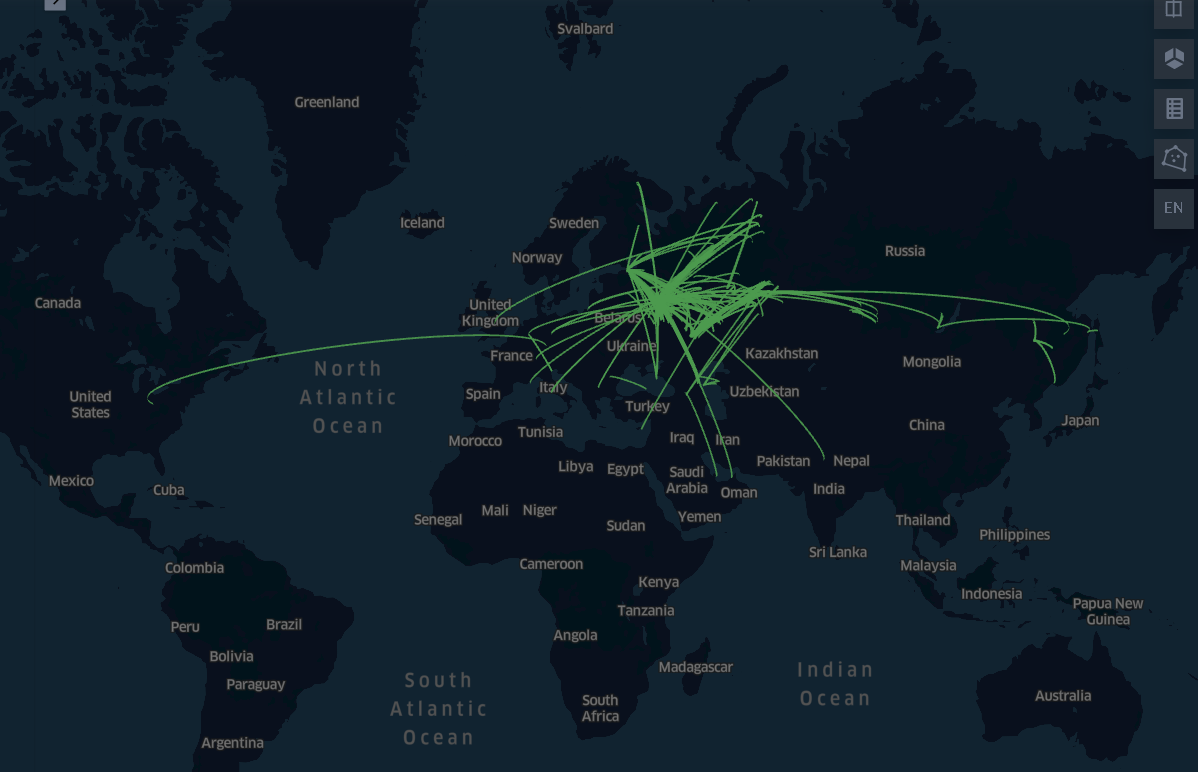 Svalbard
Greenland
EN
Iceland
Sweden
Russia
Norway
Canada
United
Kingdom
Belarus
Ukraine
France
Kazakhstan
Mongolia
North
Atlantic
Ocean
United
States
Spain
Italy
Turkey
Uzbekistan
Japan
China
Morocco
Tunisia
Iraq
Iran
Pakistan
Nepal
Mexico
Cuba
Libya
Egypt
Saudi
Arabia
Oman
India
Senegal
Mali
Niger
Sudan
Yemen
Thailand
Philippines
Sri Lanka
Malaysia
Colombia
Cameroon
Kenya
Indonesia
Papua New
Guinea
Peru
Brazil
Tanzania
Angola
Bolivia
Madagascar
Indian
Ocean
Paraguay
South
Atlantic
Ocean
South
Africa
Australia
Argentina